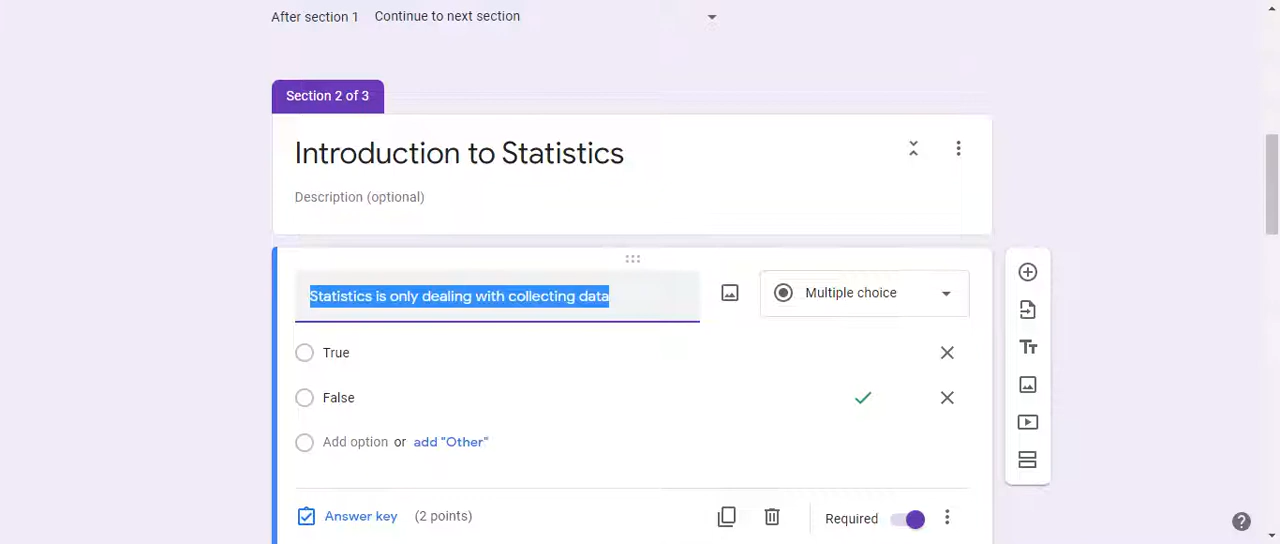 After section 1 Continue to next section
Section 2 of 3
Introduction to Statistics
Description (optional)
Statistics is only dealing with collecting data
Multiple choice
True
False
Add option or add "Other"
Answer key (2 points)
Required